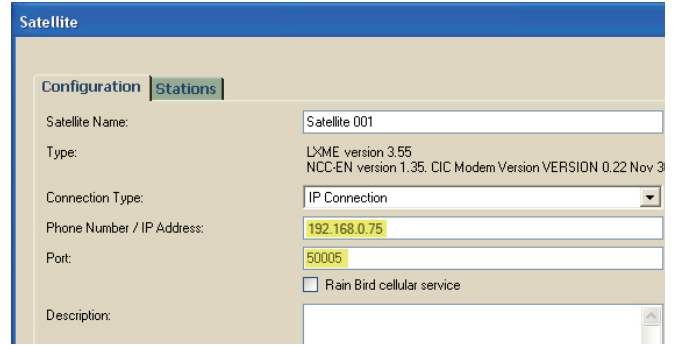 Satellite
Configuration Stations
Satellite Name: Satellite 001
Type: LXME version 3.55
NCC-EN version 1.35. CIC Modem Version VERSION 0.22 Nov
Connection Type: IP Connection
Phone Number / IP Address: 192.168.0.75
Port: 50005
Rain Bird cellular service
Description: